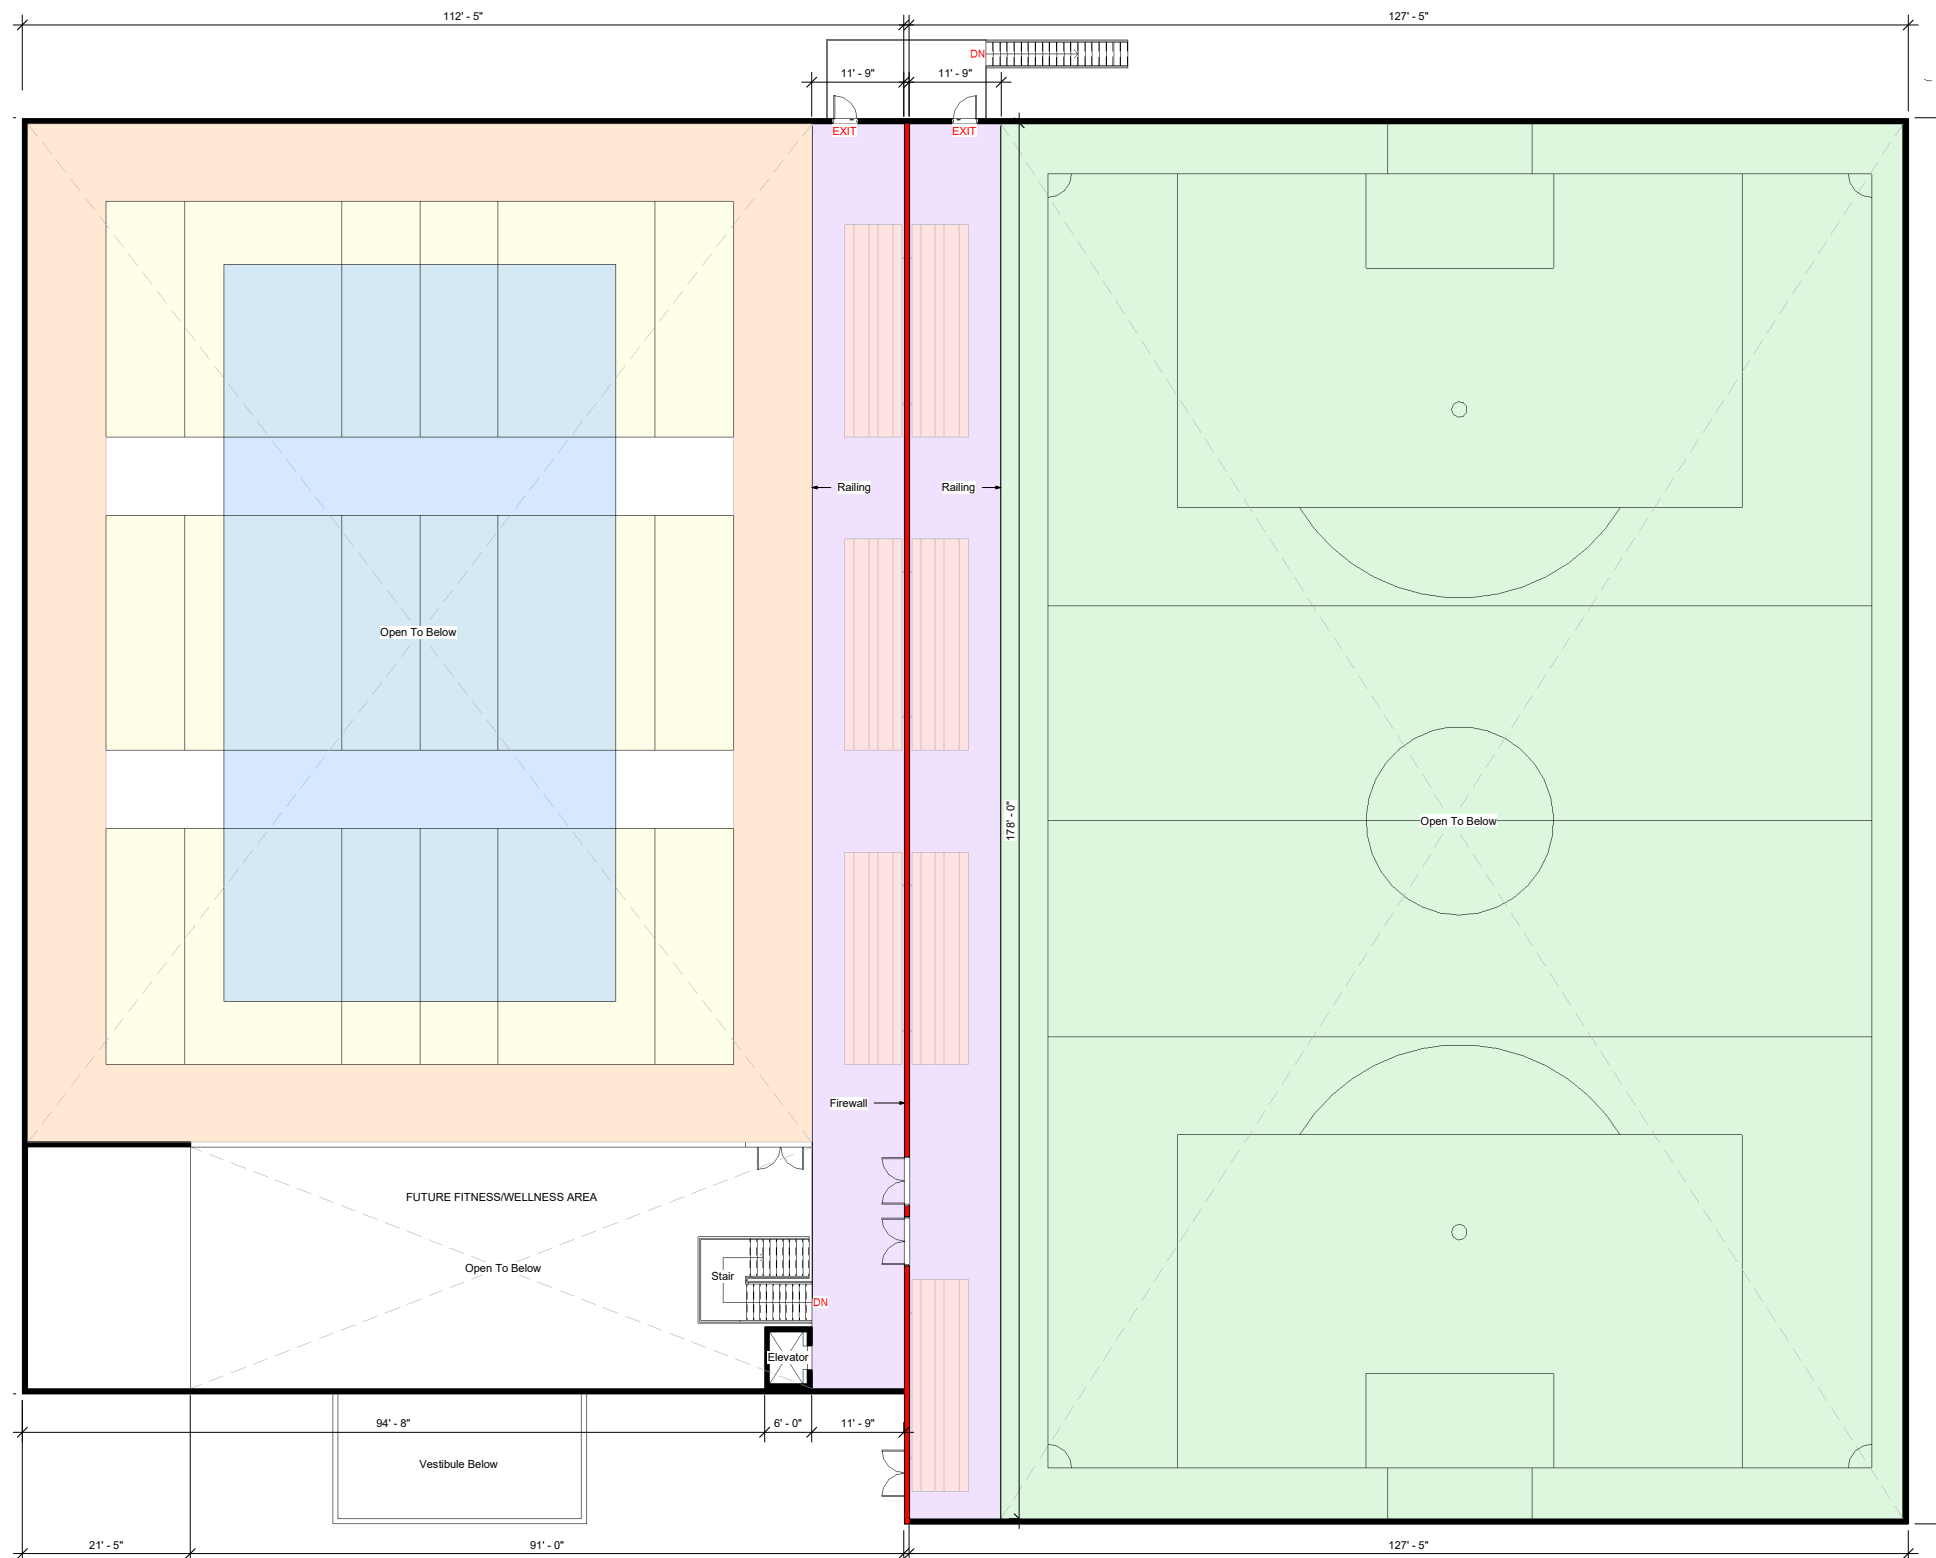 112' - 5"
127' - 5"
DN
11' - 9"
11' - 9"
EXIT
EXIT
Railing
Railing
Open To Below
178' - 0"
Open To Below
Firewall
FUTURE FITNESS/WELLNESS AREA
Open To Below
Stair
DN
Elevator
94' - 8"
6' - 0"
11' - 9"
Vestibule Below
21' - 5"
91' - 0"
127' - 5"